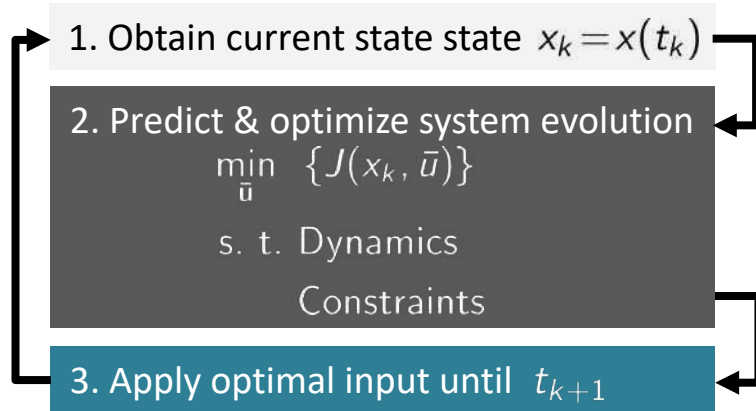 1. Obtain current state state x_k = x(t_k)
2. Predict & optimize system evolution
min {J(x_k, ū)}
ū
s. t. Dynamics
Constraints
3. Apply optimal input until t_{k+1}